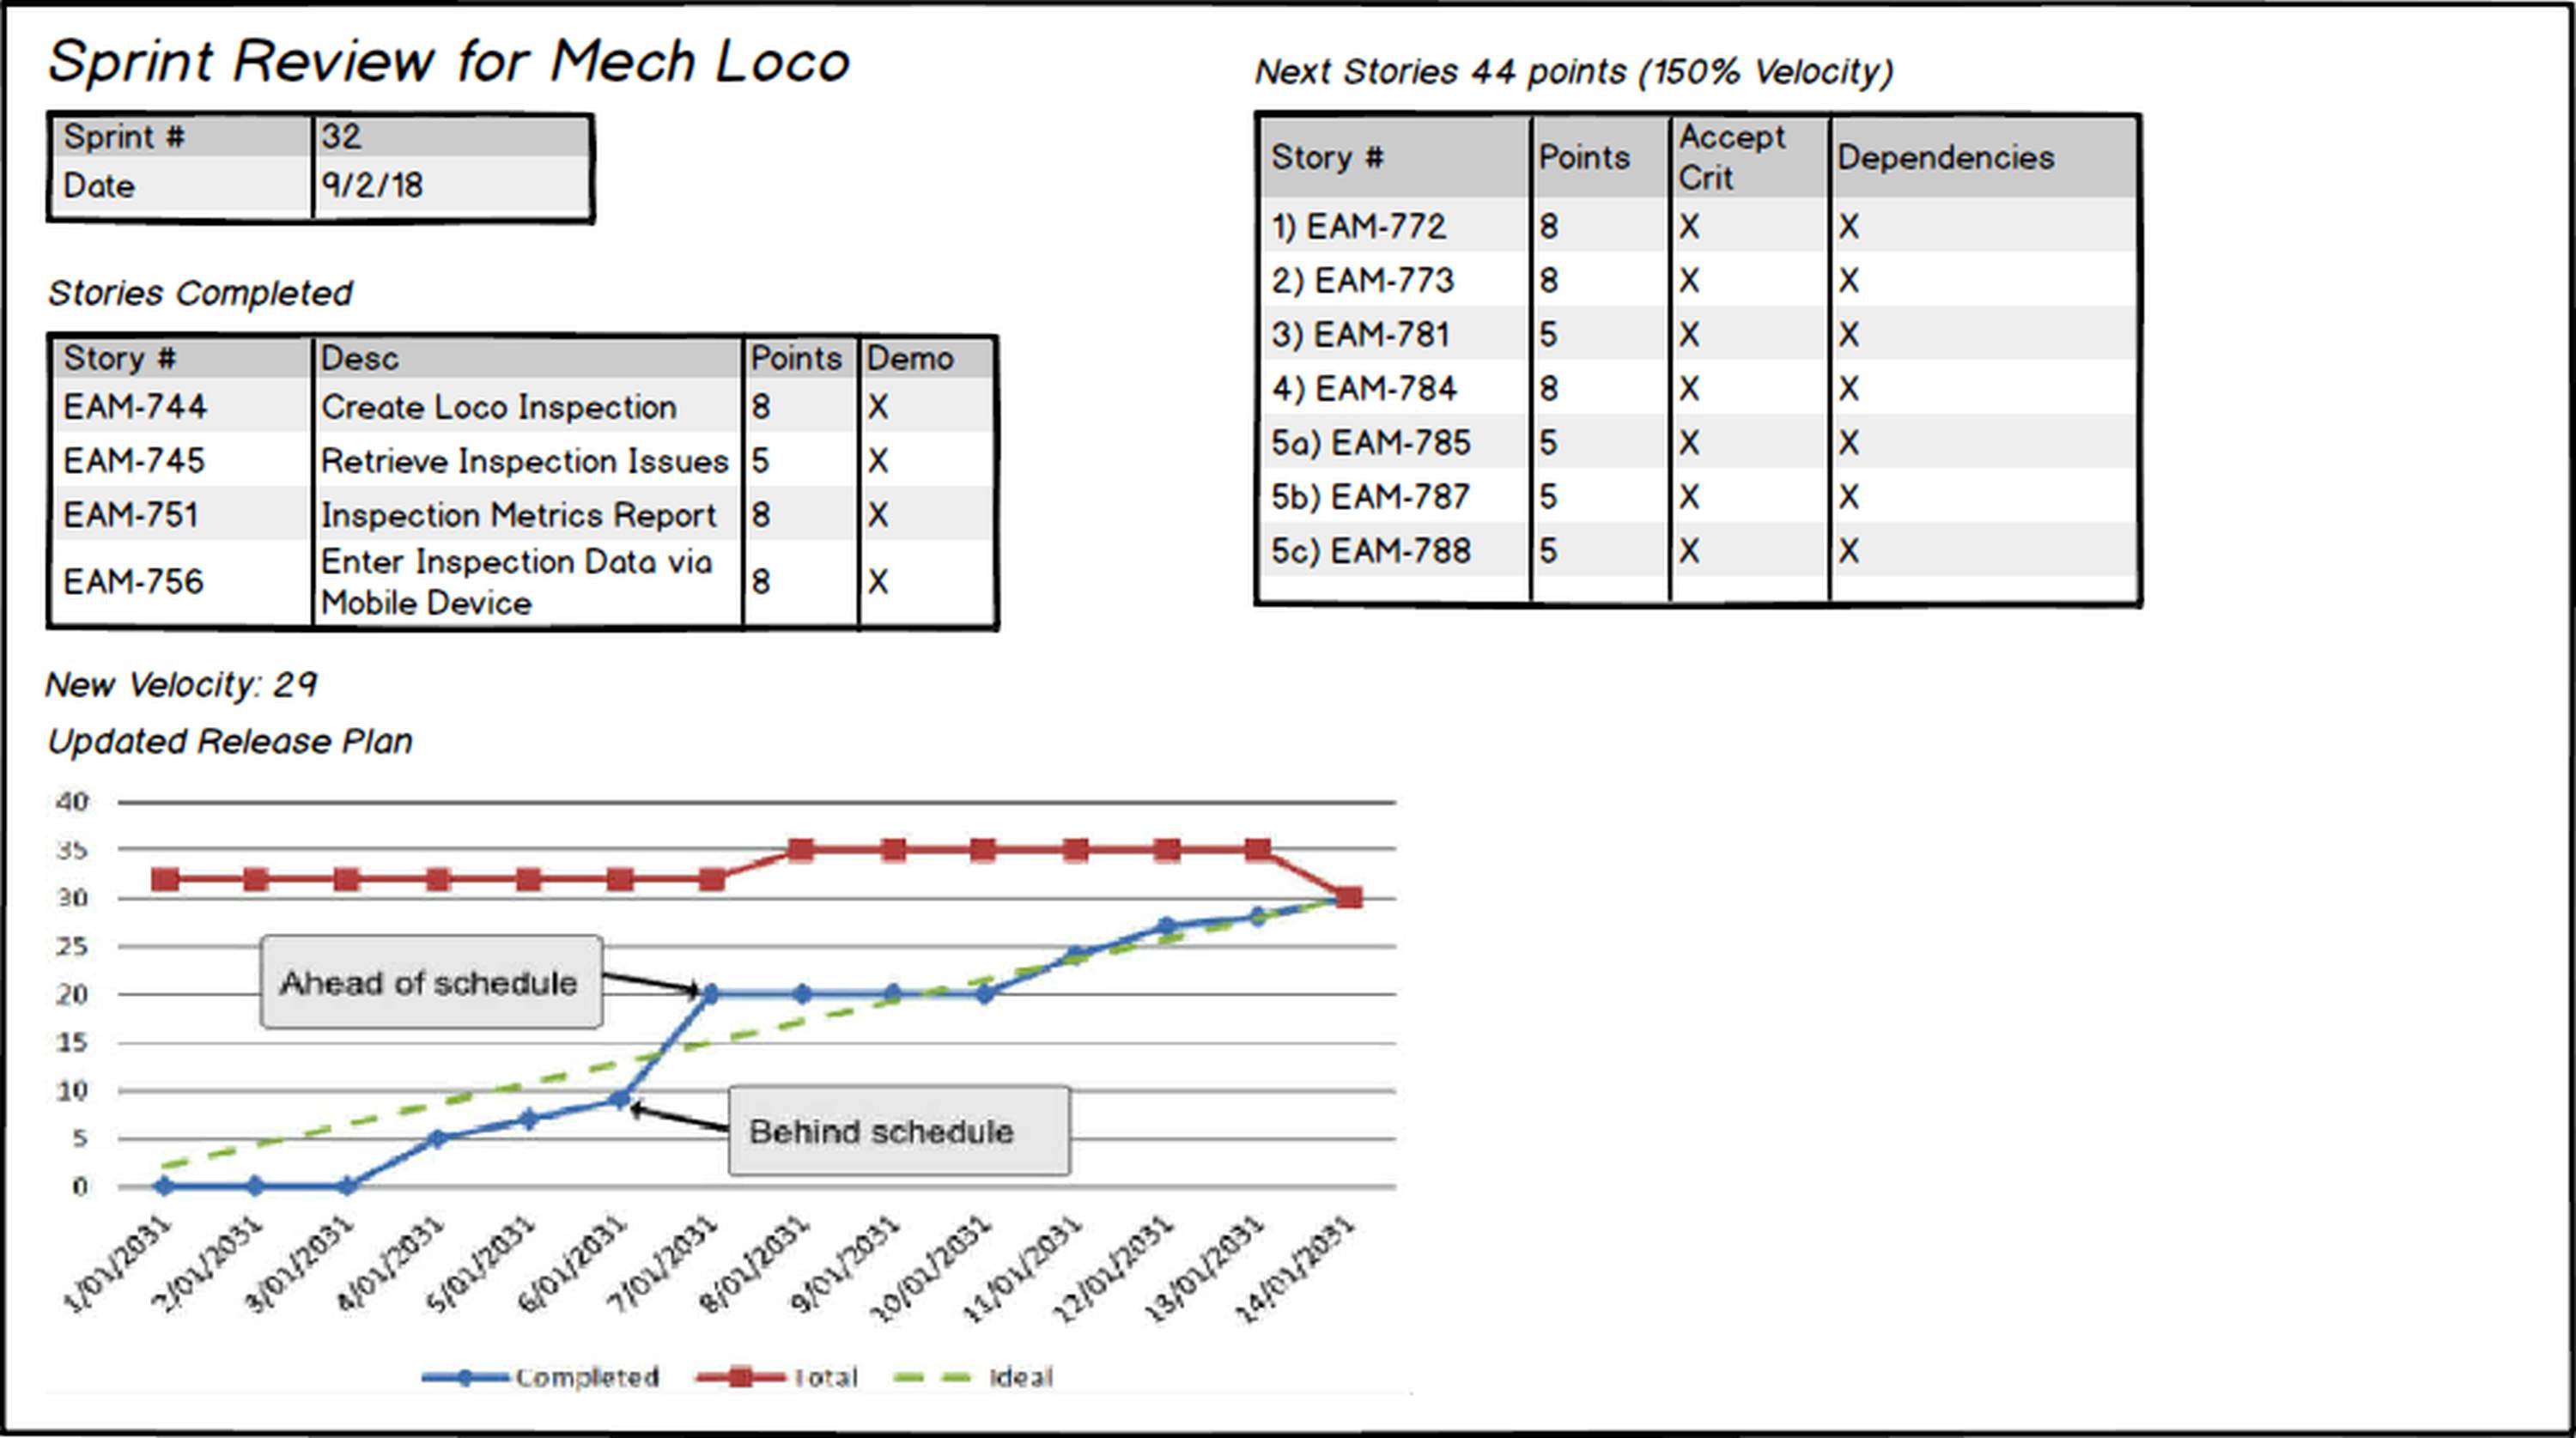 Sprint Review for Mech Loco
Sprint # 32
Date 9/2/18
Stories Completed
Story # Desc Points Demo
EAM-744 Create Loco Inspection 8 X
EAM-745 Retrieve Inspection Issues 5 X
EAM-751 Inspection Metrics Report 8 X
EAM-756 Enter Inspection Data via Mobile Device 8 X
New Velocity: 29
Updated Release Plan
40
35
30
25
20
15
10
5
0
Ahead of schedule
Behind schedule
1/01/2031
2/01/2031
3/01/2031
4/01/2031
5/01/2031
6/01/2031
7/01/2031
8/01/2031
9/01/2031
10/01/2031
11/01/2031
12/01/2031
13/01/2031
14/01/2031
Completed Total Ideal
Next Stories 44 points (150% Velocity)
Story # Points Accept Crit Dependencies
1) EAM-772 8 X X
2) EAM-773 8 X X
3) EAM-781 5 X X
4) EAM-784 8 X X
5a) EAM-785 5 X X
5b) EAM-787 5 X X
5c) EAM-788 5 X X